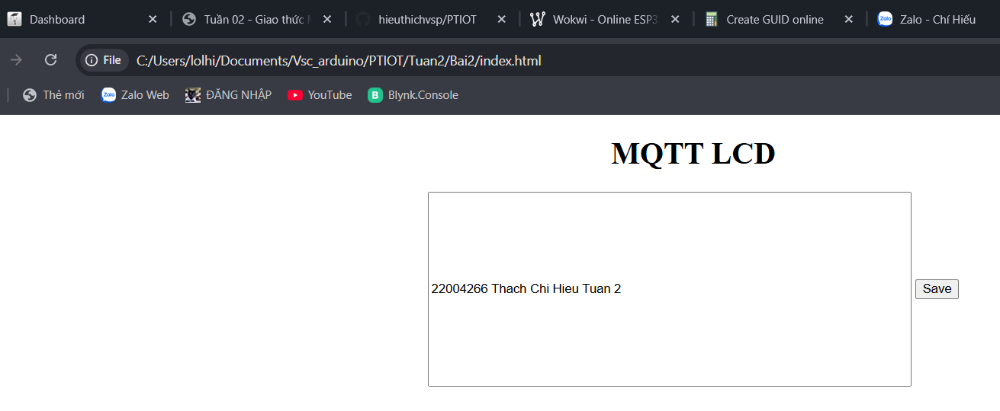 Dashboard
Tuần 02 - Giao thức
hieuthichvsp/PTIOT
Wokwi - Online ESP3
Create GUID online
Zalo - Chí Hiếu
File C:/Users/lolhi/Documents/Vsc_arduino/PTIOT/Tuan2/Bai2/index.html
Thẻ mới
Zalo
Zalo Web
ĐĂNG NHẬP
YouTube
B
Blynk.Console
MQTT LCD
22004266 Thach Chi Hieu Tuan 2
Save